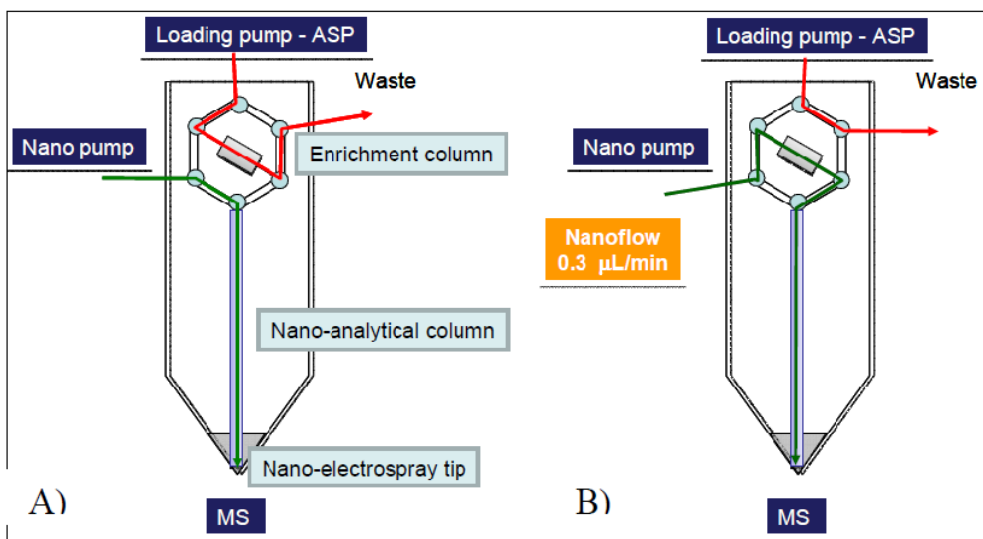 Loading pump - ASP
Waste
Nano pump
Enrichment column
Nano-analytical column
Nano-electrospray tip
A)
MS
Loading pump - ASP
Waste
Nano pump
Nanoflow
0.3 μL/min
B)
MS